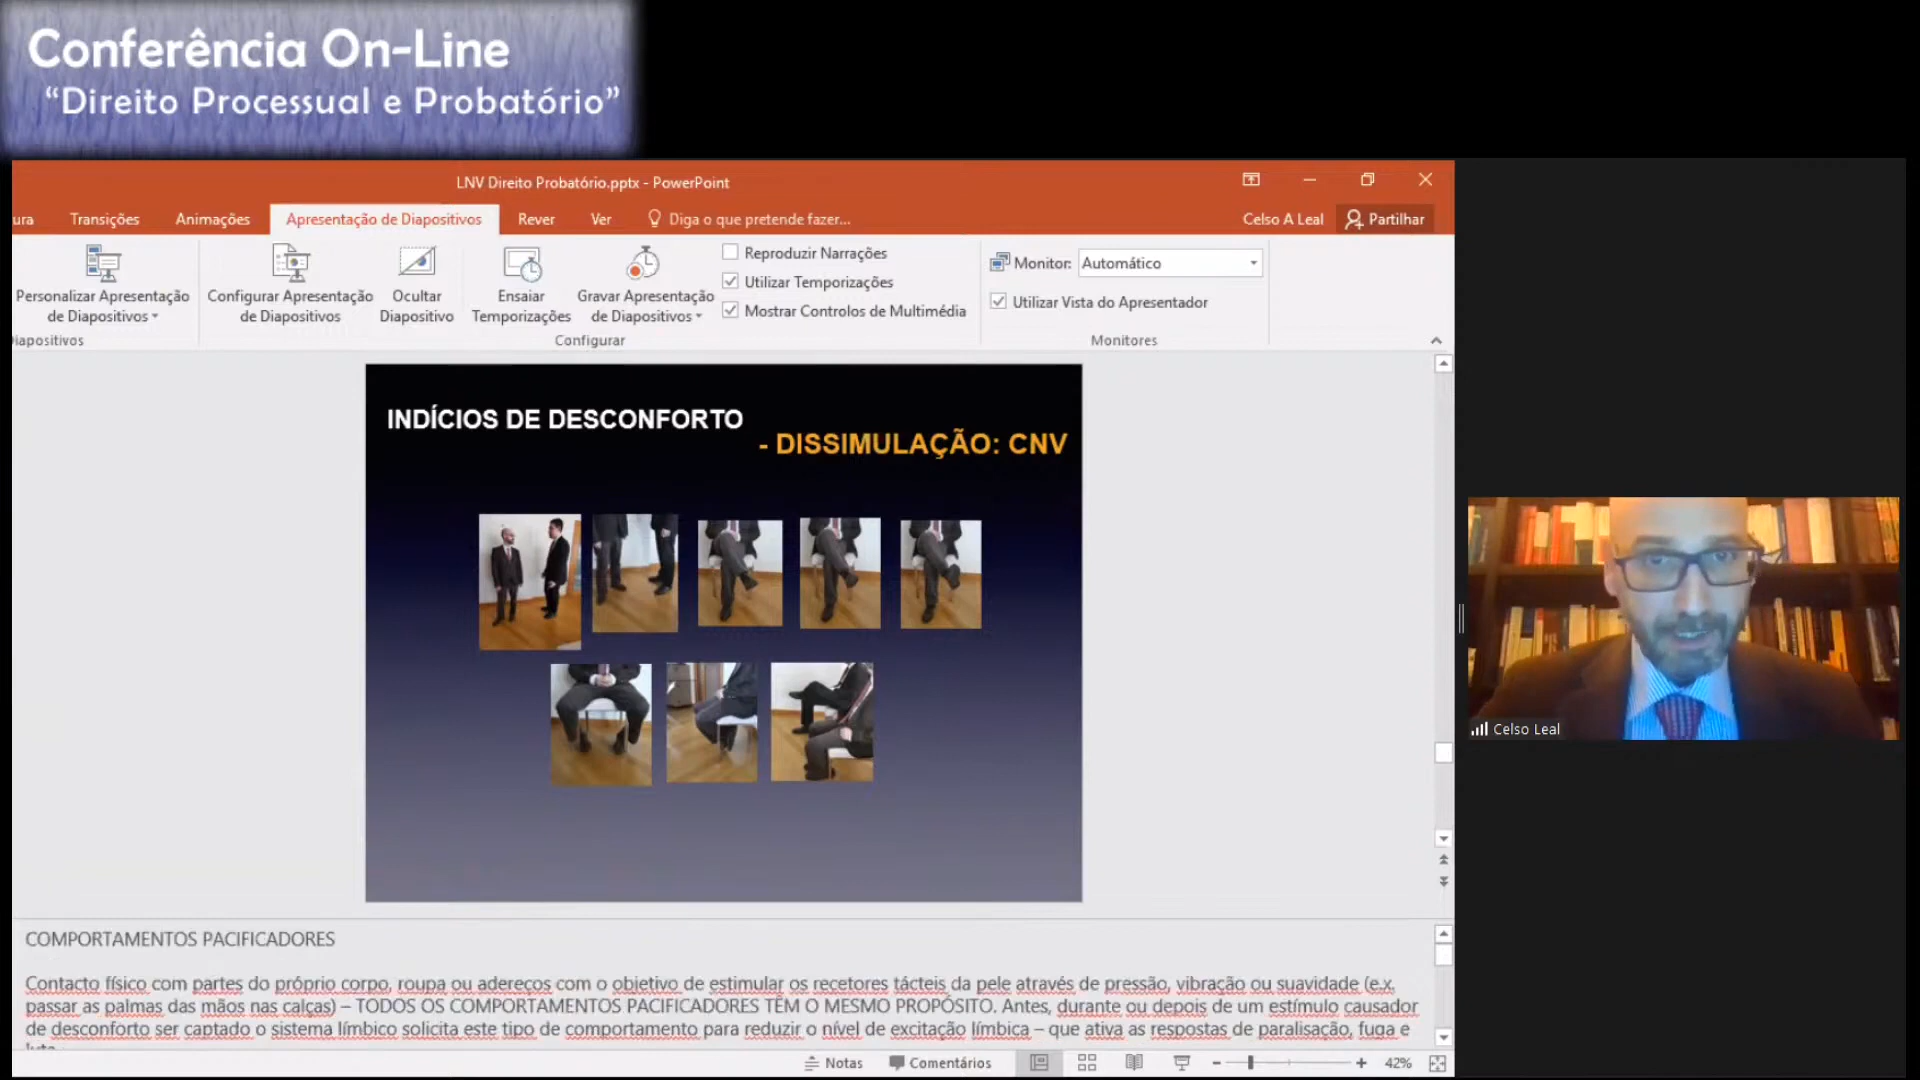 Conferência On-Line
“Direito Processual e Probatório”
LNV Direito Probatório.pptx - PowerPoint
ura
Transições
Animações
Apresentação de Diapositivos
Rever
Ver
Diga o que pretende fazer...
Celso A Leal
Partilhar
Personalizar Apresentação
de Diapositivos
Configurar Apresentação
de Diapositivos
Ocultar
Diapositivo
Ensaiar
Temporizações
Gravar Apresentação
de Diapositivos
Reproduzir Narrações
Utilizar Temporizações
Mostrar Controlos de Multimédia
Monitor:
Automático
Utilizar Vista do Apresentador
iapositivos
Configurar
Monitores
INDÍCIOS DE DESCONFORTO
- DISSIMULAÇÃO: CNV
Celso Leal
COMPORTAMENTOS PACIFICADORES
Contacto físico com partes do próprio corpo, roupa ou adereços com o objetivo de estimular os recetores tácteis da pele através de pressão, vibração ou suavidade (e.x.
passar as palmas das mãos nas calças) – TODOS OS COMPORTAMENTOS PACIFICADORES TÊM O MESMO PROPÓSITO. Antes, durante ou depois de um estímulo causador
de desconforto ser captado o sistema límbico solicita este tipo de comportamento para reduzir o nível de excitação límbica – que ativa as respostas de paralisação, fuga e
Notas
Comentários
42%